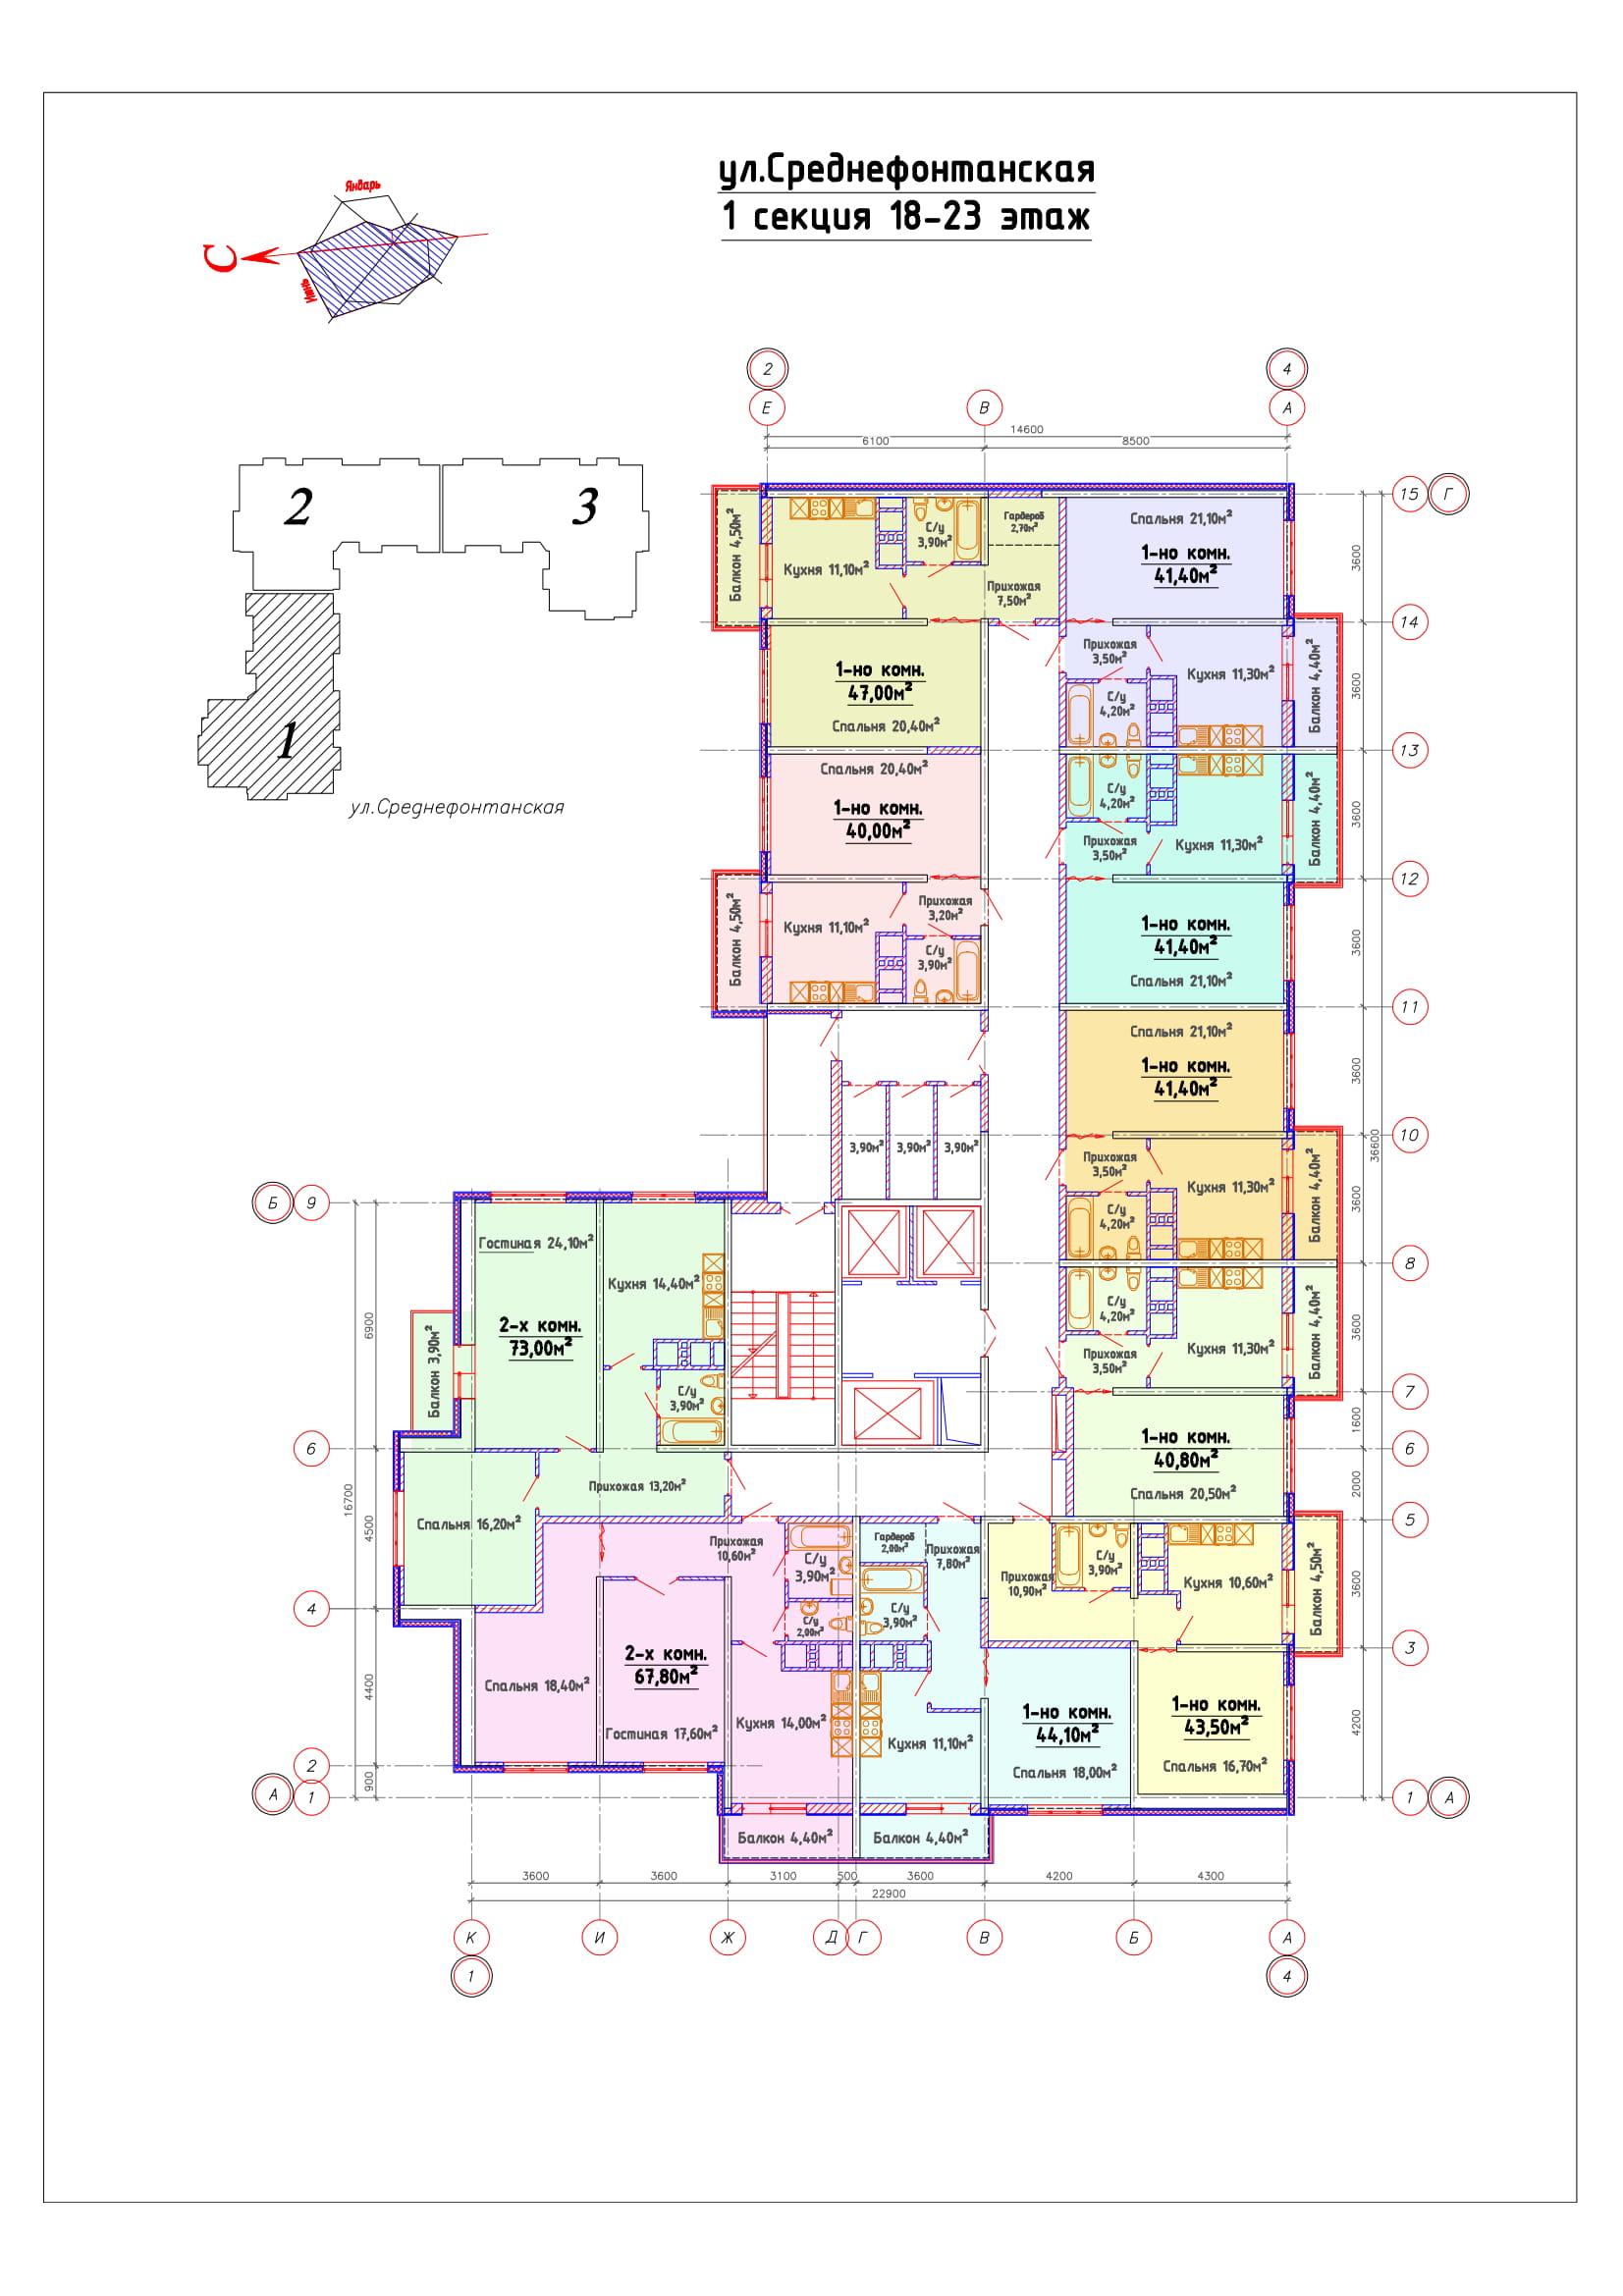 ул.Среднефонтанская
1 секция 18-23 этаж
Январь
С
Июнь
2
3
1
ул.Среднефонтанская
2
4
Е
В
А
14600
6100
8500
15
Г
14
13
12
11
10
8
7
6
5
3
1
А
3600
3600
3600
3600
3600
3600
3600
1600
2000
3600
4200
36600
Балкон 4,50м²
Кухня 11,10м²
С/у
3,90м²
Гардероб
2,70м²
Прихожая
7,50м²
1-но комн.
47,00м²
Спальня 20,40м²
Спальня 21,10м²
1-но комн.
41,40м²
Прихожая
3,50м²
Кухня 11,30м²
С/у
4,20м²
Балкон 4,40м²
Спальня 20,40м²
1-но комн.
40,00м²
Прихожая
3,20м²
Кухня 11,10м²
С/у
3,90м²
Балкон 4,50м²
С/у
4,20м²
Прихожая
3,50м²
Кухня 11,30м²
Балкон 4,40м²
1-но комн.
41,40м²
Спальня 21,10м²
Спальня 21,10м²
1-но комн.
41,40м²
Прихожая
3,50м²
Кухня 11,30м²
С/у
4,20м²
Балкон 4,40м²
3,90м²
3,90м²
3,90м²
С/у
4,20м²
Прихожая
3,50м²
Кухня 11,30м²
Балкон 4,40м²
1-но комн.
40,80м²
Спальня 20,50м²
Б
9
6
4
2
А
1
6900
4500
4400
900
16700
Гостиная 24,10м²
Кухня 14,40м²
2-х комн.
73,00м²
Балкон 3,90м²
С/у
3,90м²
Прихожая 13,20м²
Спальня 16,20м²
Прихожая
10,60м²
С/у
3,90м²
С/у
2,00м²
2-х комн.
67,80м²
Спальня 18,40м²
Гостиная 17,60м²
Кухня 14,00м²
Балкон 4,40м²
Гардероб
2,00м²
Прихожая
7,80м²
С/у
3,90м²
Кухня 11,10м²
1-но комн.
44,10м²
Спальня 18,00м²
Балкон 4,40м²
Прихожая
10,90м²
С/у
3,90м²
Кухня 10,60м²
Балкон 4,50м²
1-но комн.
43,50м²
Спальня 16,70м²
3600
3600
3100
500
3600
4200
4300
22900
К
И
Ж
Д
Г
В
Б
А
1
4